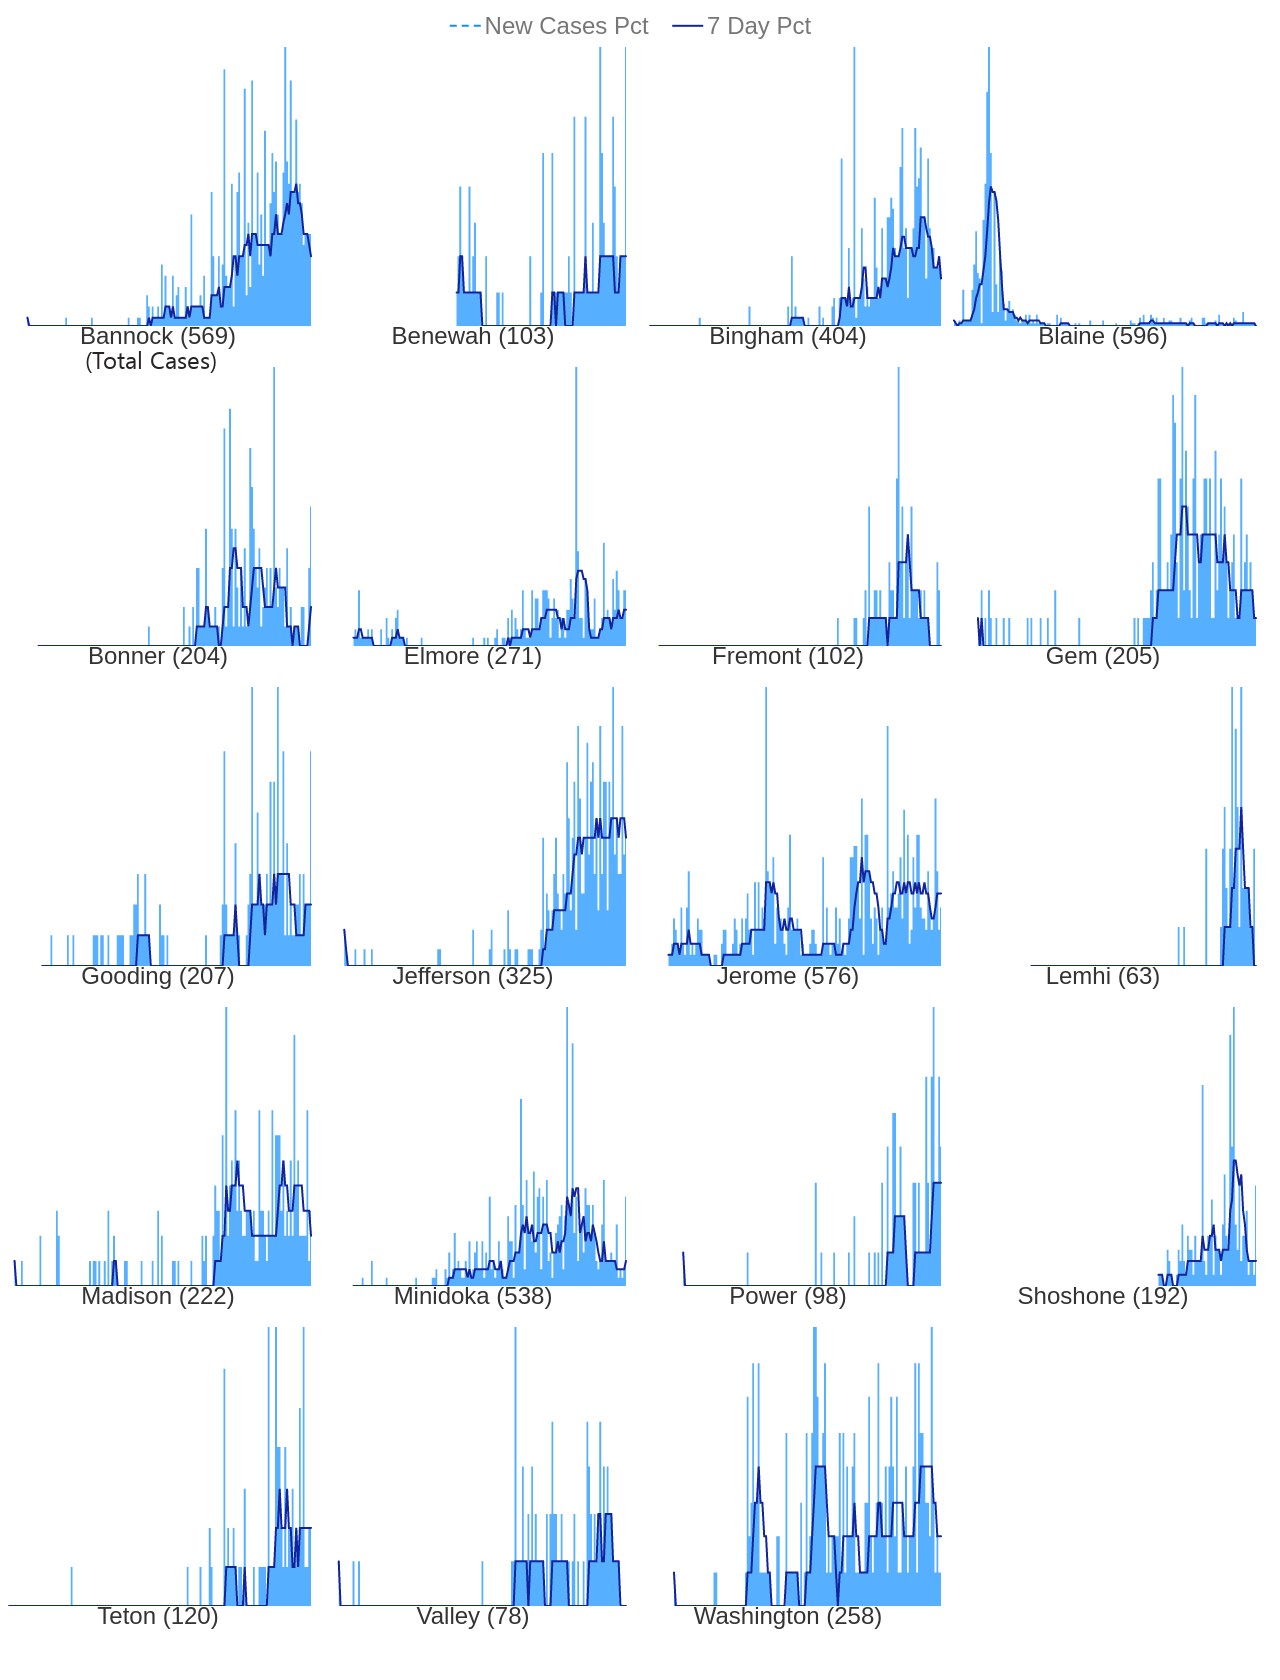 New Cases Pct 7 Day Pct
Bannock (569) Benewah (103) Bingham (404) Blaine (596)
(Total Cases)
Bonner (204) Elmore (271) Fremont (102) Gem (205)
Gooding (207) Jefferson (325) Jerome (576) Lemhi (63)
Madison (222) Minidoka (538) Power (98) Shoshone (192)
Teton (120) Valley (78) Washington (258)